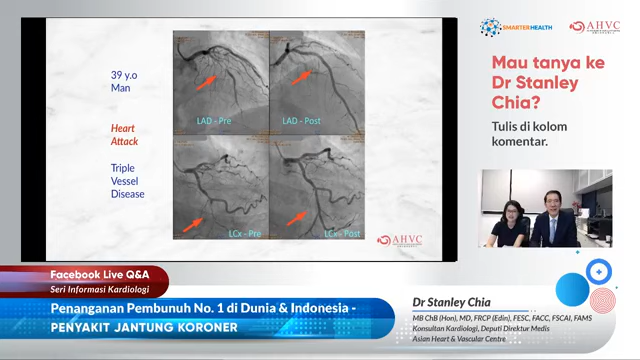 39 y.o
Man
Heart
Attack
Triple
Vessel
Disease
LAD - Pre
LAD - Post
LCx - Pre
LCx - Post
AHVC
SMARTERHEALTH
AHVC
Mau tanya ke
Dr Stanley
Chia?
Tulis di kolom
komentar.
Facebook Live Q&A
Seri Informasi Kardiologi
Penanganan Pembunuh No. 1 di Dunia & Indonesia -
PENYAKIT JANTUNG KORONER
Dr Stanley Chia
MB ChB (Hon), MD, FRCP (Edin), FESC, FACC, FSCAI, FAMS
Konsultan Kardiologi, Deputi Direktur Medis
Asian Heart & Vascular Centre